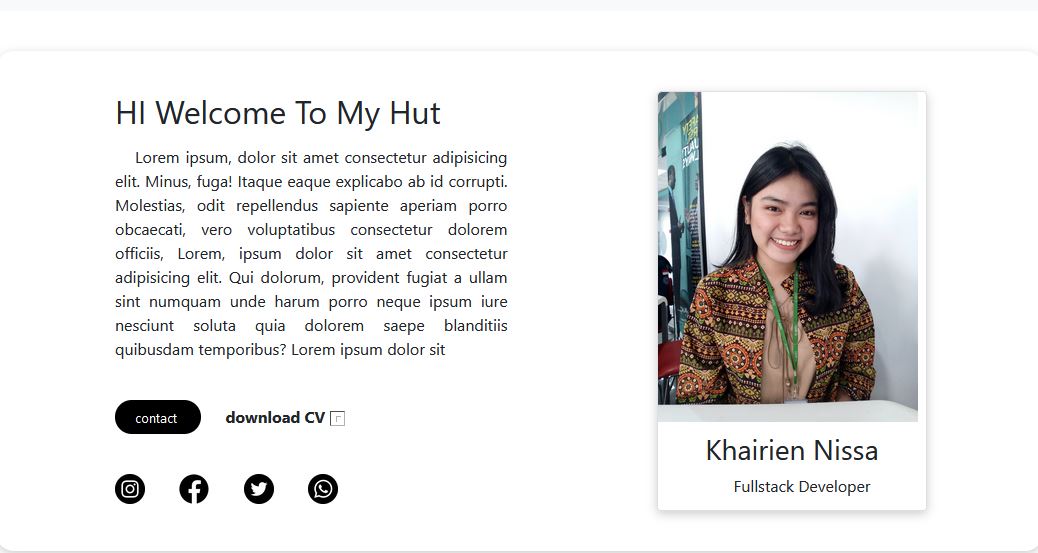 HI Welcome To My Hut
Lorem ipsum, dolor sit amet consectetur adipisicing
elit. Minus, fuga! Itaque eaque explicabo ab id corrupti.
Molestias, odit repellendus sapiente aperiam porro
obcaecati, vero voluptatibus consectetur dolorem
officiis, Lorem, ipsum dolor sit amet consectetur
adipisicing elit. Qui dolorum, provident fugiat a ullam
sint numquam unde harum porro neque ipsum iure
nesciunt soluta quia dolorem saepe blanditiis
quibusdam temporibus? Lorem ipsum dolor sit
contact
download CV
Khairien Nissa
Fullstack Developer